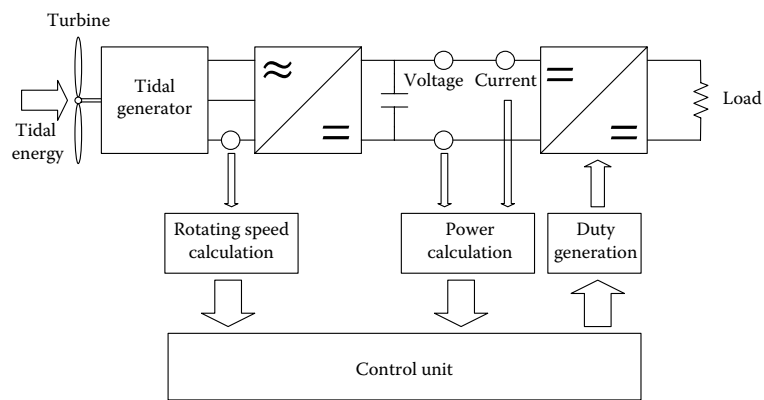 Turbine
Tidal
generator
Voltage
Current
Load
Tidal
energy
Rotating speed
calculation
Power
calculation
Duty
generation
Control unit